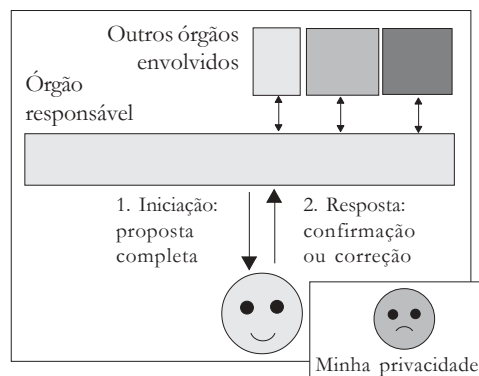 Outros órgãos
envolvidos
Órgão
responsável
1. Iniciação:
proposta
completa
2. Resposta:
confirmação
ou correção
Minha privacidade